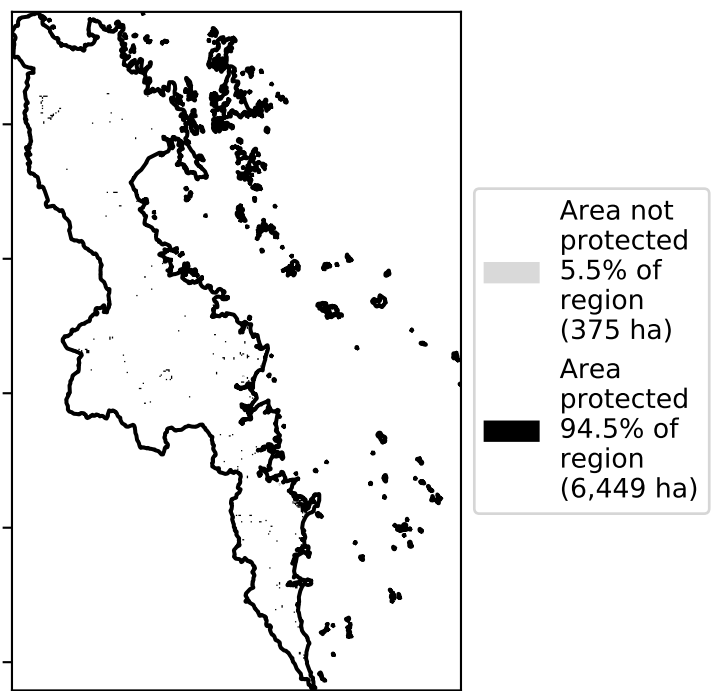 Area not
protected
5.5% of
region
(375 ha)
Area
protected
94.5% of
region
(6,449 ha)